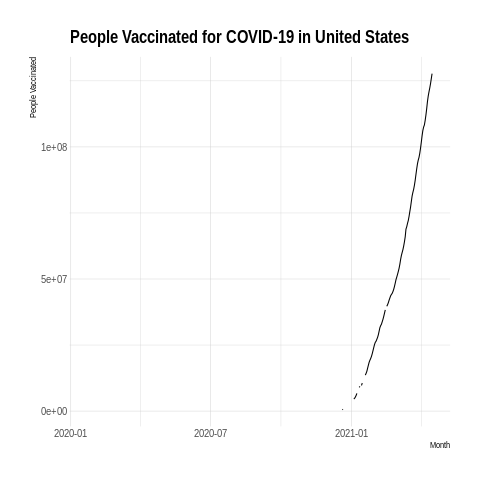 People Vaccinated for COVID-19 in United States
People Vaccinated
1e+08
5e+07
0e+00
2020-01 2020-07 2021-01
Month